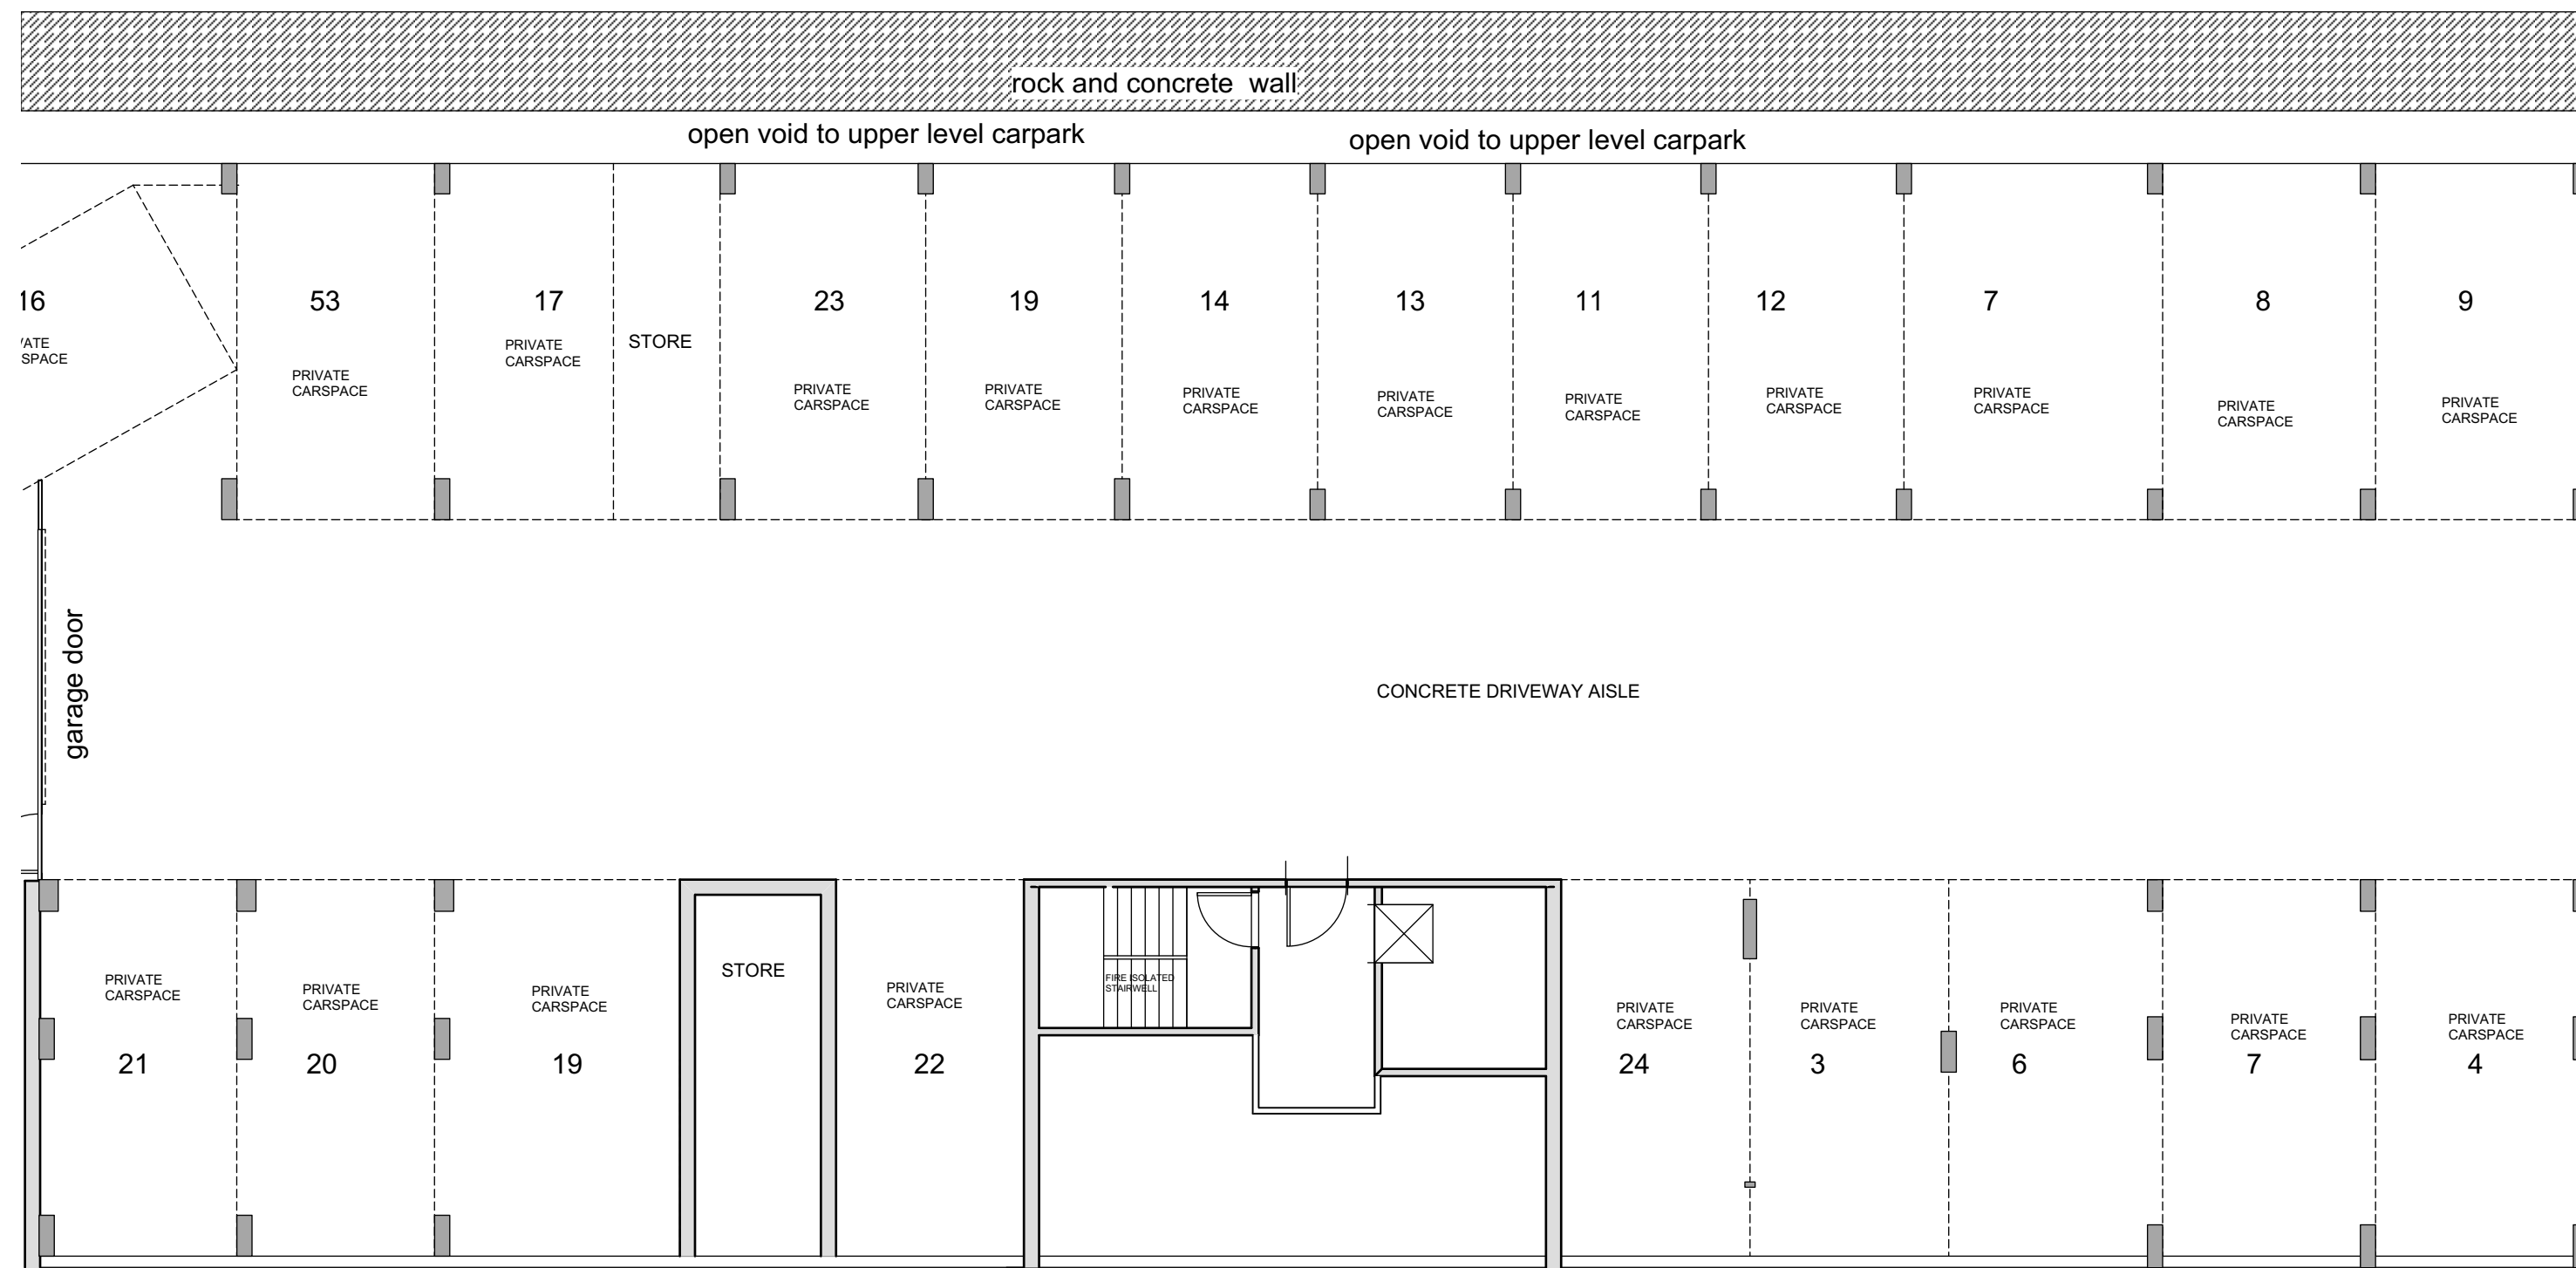 rock and concrete wall
open void to upper level carpark
open void to upper level carpark
16
53
17
23
19
14
13
11
12
7
8
9
SPACE
PRIVATE
CARSPACE
PRIVATE
CARSPACE
STORE
PRIVATE
CARSPACE
PRIVATE
CARSPACE
PRIVATE
CARSPACE
PRIVATE
CARSPACE
PRIVATE
CARSPACE
PRIVATE
CARSPACE
PRIVATE
CARSPACE
PRIVATE
CARSPACE
PRIVATE
CARSPACE
garage door
CONCRETE DRIVEWAY AISLE
PRIVATE
CARSPACE
21
PRIVATE
CARSPACE
20
PRIVATE
CARSPACE
19
STORE
PRIVATE
CARSPACE
22
FIRE ISOLATED
STAIRWELL
PRIVATE
CARSPACE
24
PRIVATE
CARSPACE
3
PRIVATE
CARSPACE
6
PRIVATE
CARSPACE
7
PRIVATE
CARSPACE
4